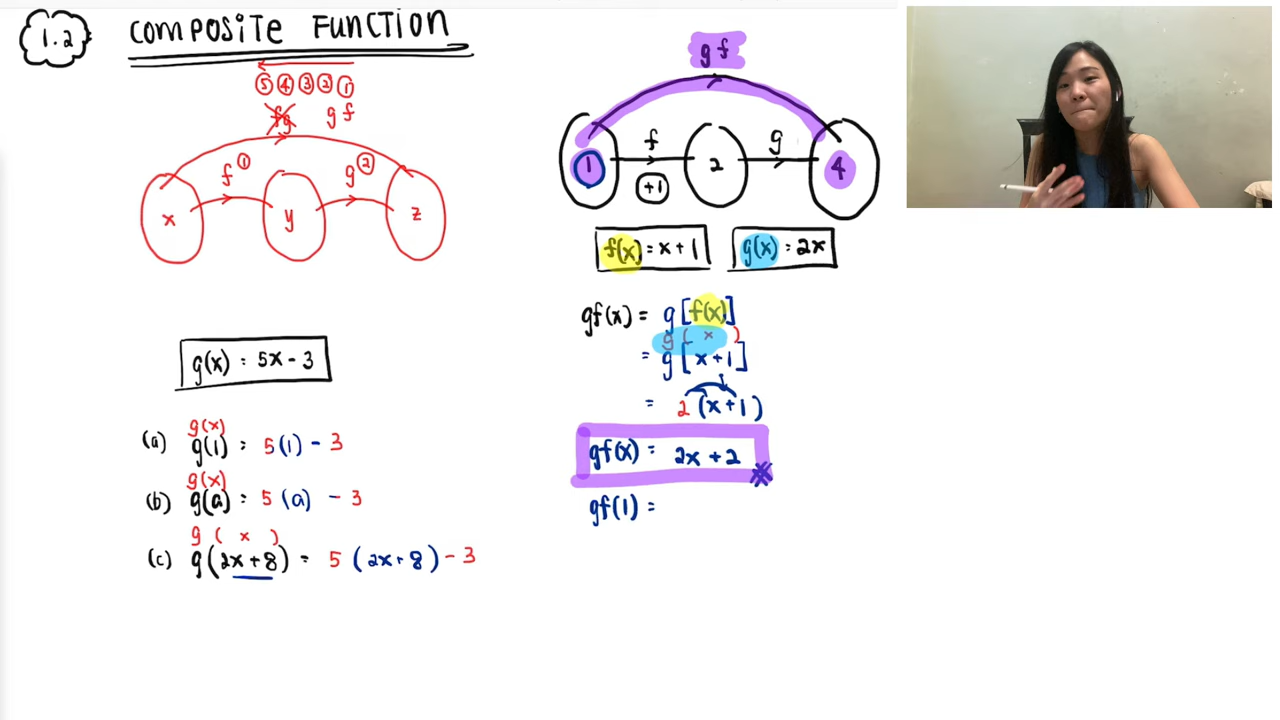 1.2 COMPOSITE FUNCTION
⑤ ④ ③ ② ①
fg gf
f ① g ②
x y z
g(x) = 5x - 3
g(x)
(a) g(1) = 5(1) - 3
g(x)
(b) g(a) = 5(a) - 3
g( x )
(c) g(2x+8) = 5(2x+8) - 3
gf
f g
1 2 4
+1
f(x) = x + 1 g(x) = 2x
gf(x) = g[f(x)]
g( x )
= g[x+1]
= 2(x+1)
gf(x) = 2x + 2
gf(1) =